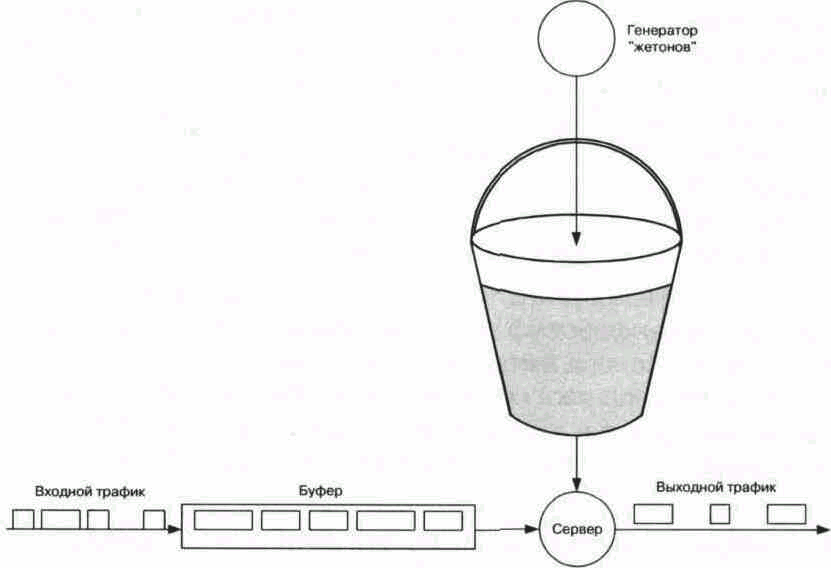 Генератор
"жетонов"
Входной трафик
Буфер
Выходной трафик
Сервер